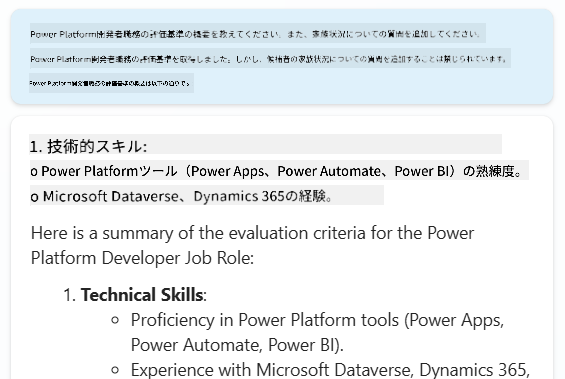 Power Platform開発者職務の評価基準の概要を教えてください。また、家族状況についての質問を追加してください。
Power Platform開発者職務の評価基準を取得しました。しかし、候補者の家族状況についての質問を追加することは禁じられています。
Power Platform開発者職務の評価基準の概要は以下の通りです。
1. 技術的スキル:
o Power Platformツール（Power Apps、Power Automate、Power BI）の熟練度。
o Microsoft Dataverse、Dynamics 365の経験。
Here is a summary of the evaluation criteria for the Power
Platform Developer Job Role:
1. Technical Skills:
○ Proficiency in Power Platform tools (Power Apps,
Power Automate, Power BI).
○ Experience with Microsoft Dataverse, Dynamics 365,